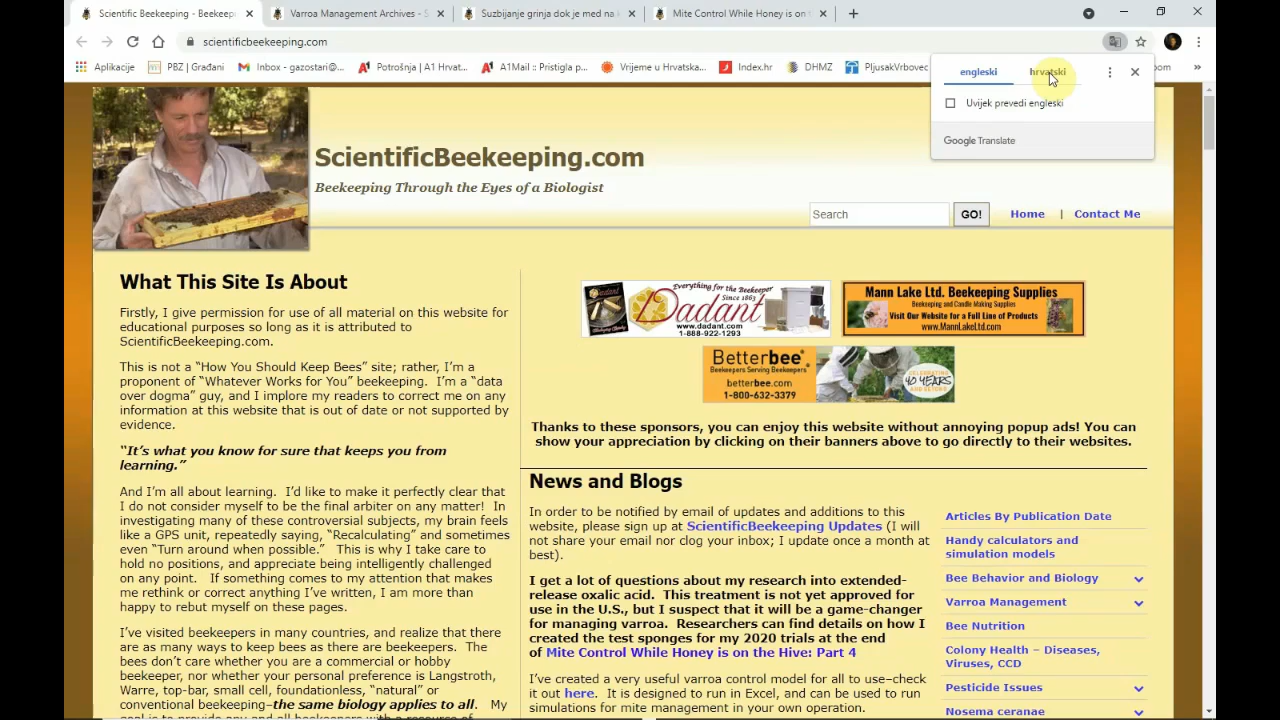 Scientific Beekeeping - Beekeep
Varroa Management Archives - S
Suzbijanje grinja dok je med na k
Mite Control While Honey is on t
scientificbeekeeping.com
Aplikacije
PBZ | Građani
Inbox - gazostari@...
Potrošnja | A1 Hrvat...
A1Mail :: Pristigla p...
Vrijeme u Hrvatska...
Index.hr
DHMZ
PljusakVrbovec
om
»
engleski
hrvatski
Uvijek prevedi engleski
Google Translate
ScientificBeekeeping.com
Beekeeping Through the Eyes of a Biologist
Search
GO!
Home | Contact Me
What This Site Is About
Firstly, I give permission for use of all material on this website for
educational purposes so long as it is attributed to
ScientificBeekeeping.com.
This is not a “How You Should Keep Bees” site; rather, I’m a
proponent of “Whatever Works for You” beekeeping.  I’m a “data
over dogma” guy, and I implore my readers to correct me on any
information at this website that is out of date or not supported by
evidence.
“It’s what you know for sure that keeps you from
learning.”
And I’m all about learning.  I’d like to make it perfectly clear that
I do not consider myself to be the final arbiter on any matter!  In
investigating many of these controversial subjects, my brain feels
like a GPS unit, repeatedly saying, “Recalculating” and sometimes
even “Turn around when possible.”  This is why I take care to
hold no positions, and appreciate being intelligently challenged
on any point.  If something comes to my attention that makes
me rethink or correct anything I’ve written, I am more than
happy to rebut myself on these pages.
I’ve visited beekeepers in many countries, and realize that there
are as many ways to keep bees as there are beekeepers.  The
bees don’t care whether you are a commercial or hobby
beekeeper, nor whether your personal preference is Langstroth,
Warre, top-bar, small cell, foundationless, “natural” or
conventional beekeeping–the same biology applies to all.  My
Everything for the Beekeeper
Since 1863
Dadant
www.dadant.com
1-888-922-1293
Mann Lake Ltd. Beekeeping Supplies
Beekeeping and Candle Making Supplies
Visit Our Website for a Full Line of Products
www.MannLakeLtd.com
Betterbee
Beekeepers Serving Beekeepers
betterbee.com
1-800-632-3379
CELEBRATING
40 YEARS
AND BEYOND
Thanks to these sponsors, you can enjoy this website without annoying popup ads! You can
show your appreciation by clicking on their banners above to go directly to their websites.
News and Blogs
In order to be notified by email of updates and additions to this
website, please sign up at ScientificBeekeeping Updates (I will
not share your email nor clog your inbox; I update once a month at
best).
I get a lot of questions about my research into extended-
release oxalic acid.  This treatment is not yet approved for
use in the U.S., but I suspect that it will be a game-changer
for managing varroa.  Researchers can find details on how I
created the test sponges for my 2020 trials at the end
of Mite Control While Honey is on the Hive: Part 4
I’ve created a very useful varroa control model for all to use–check
it out here.  It is designed to run in Excel, and can be used to run
simulations for mite management in your own operation.
Articles By Publication Date
Handy calculators and
simulation models
Bee Behavior and Biology
Varroa Management
Bee Nutrition
Colony Health – Diseases,
Viruses, CCD
Pesticide Issues
Nosema ceranae